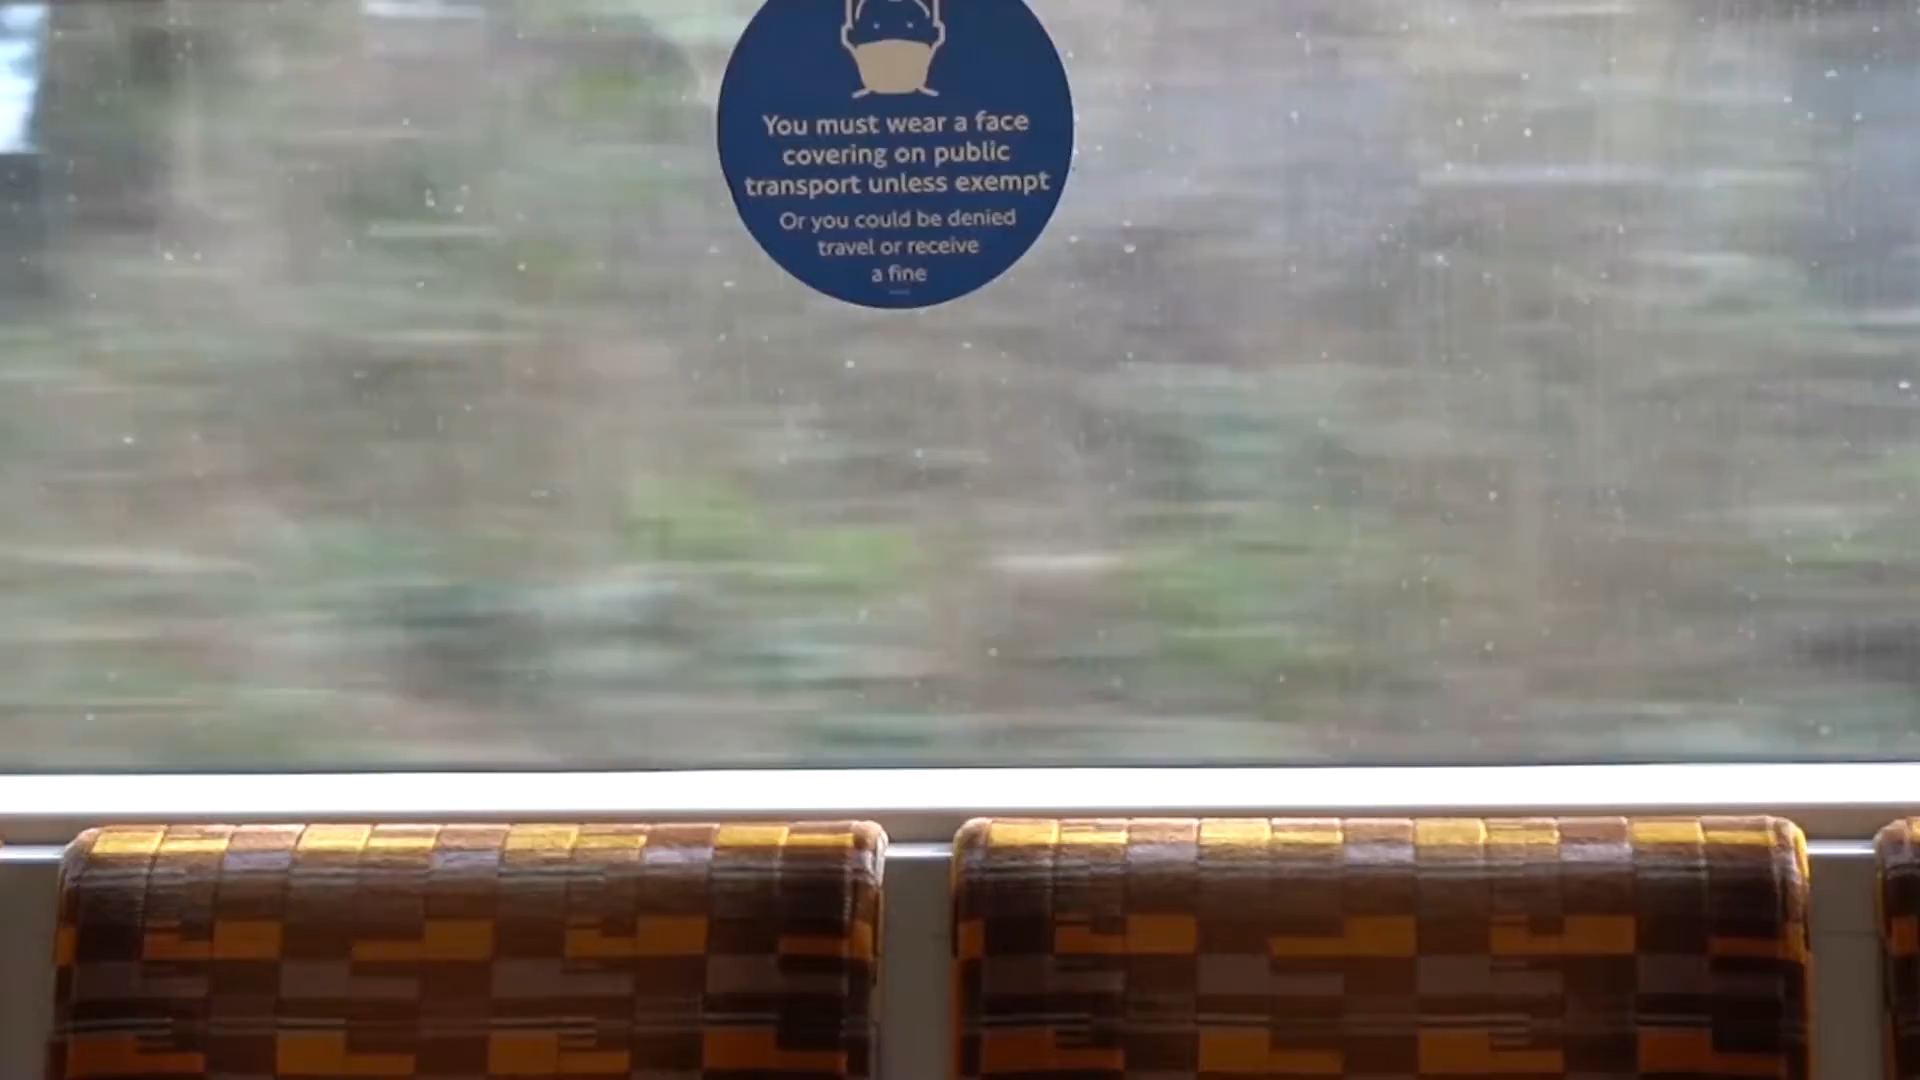 You must wear a face
covering on public
transport unless exempt
Or you could be denied
travel or receive
a fine